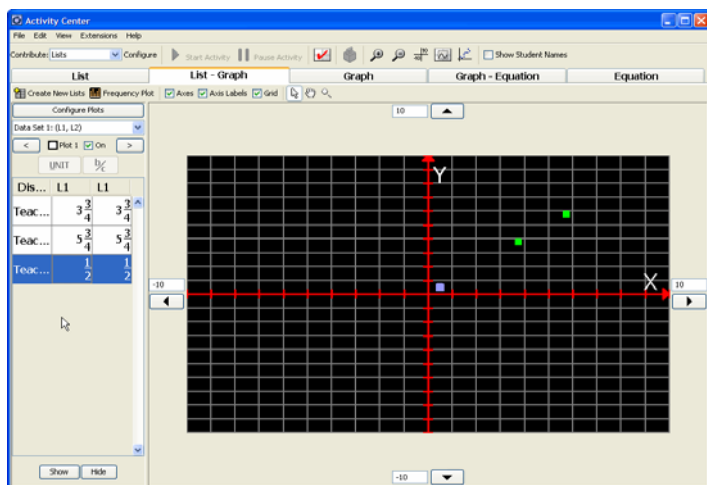 Activity Center
File Edit View Extensions Help
Contribute: Lists Configure Start Activity Pause Activity Show Student Names
List List - Graph Graph Graph - Equation Equation
Create New Lists Frequency Plot Axes Axis Labels Grid
Configure Plots
Data Set 1: (L1, L2)
< Plot 1 On >
UNIT b/c
Dis... L1 L1
Teac... 3 3/4 3 3/4
Teac... 5 3/4 5 3/4
Teac... 1/2 1/2
Show Hide
10
Y
-10
X
10
-10